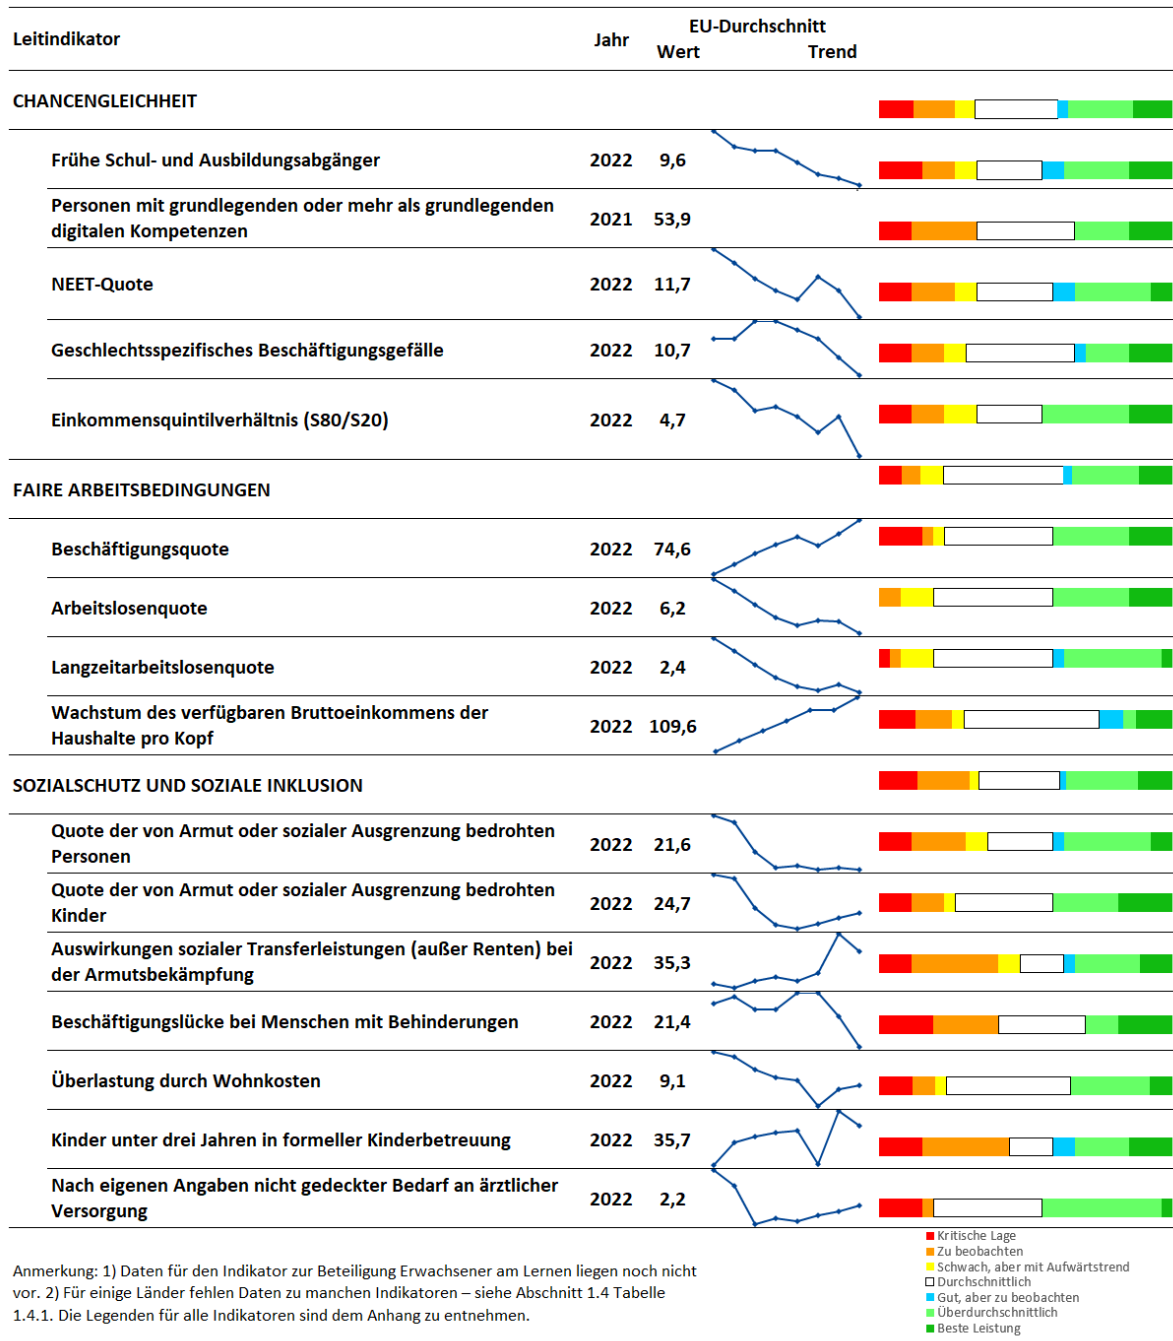 Leitindikator Jahr EU-Durchschnitt
Wert Trend
CHANCENGLEICHHEIT
Frühe Schul- und Ausbildungsabgänger 2022 9,6
Personen mit grundlegenden oder mehr als grundlegenden
digitalen Kompetenzen 2021 53,9
NEET-Quote 2022 11,7
Geschlechtsspezifisches Beschäftigungsgefälle 2022 10,7
Einkommensquintilverhältnis (S80/S20) 2022 4,7
FAIRE ARBEITSBEDINGUNGEN
Beschäftigungsquote 2022 74,6
Arbeitslosenquote 2022 6,2
Langzeitarbeitslosenquote 2022 2,4
Wachstum des verfügbaren Bruttoeinkommens der
Haushalte pro Kopf 2022 109,6
SOZIALSCHUTZ UND SOZIALE INKLUSION
Quote der von Armut oder sozialer Ausgrenzung bedrohten
Personen 2022 21,6
Quote der von Armut oder sozialer Ausgrenzung bedrohten
Kinder 2022 24,7
Auswirkungen sozialer Transferleistungen (außer Renten) bei
der Armutsbekämpfung 2022 35,3
Beschäftigungslücke bei Menschen mit Behinderungen 2022 21,4
Überlastung durch Wohnkosten 2022 9,1
Kinder unter drei Jahren in formeller Kinderbetreuung 2022 35,7
Nach eigenen Angaben nicht gedeckter Bedarf an ärztlicher
Versorgung 2022 2,2
Kritische Lage
Zu beobachten
Schwach, aber mit Aufwärtstrend
Durchschnittlich
Gut, aber zu beobachten
Überdurchschnittlich
Beste Leistung
Anmerkung: 1) Daten für den Indikator zur Beteiligung Erwachsener am Lernen liegen noch nicht
vor. 2) Für einige Länder fehlen Daten zu manchen Indikatoren – siehe Abschnitt 1.4 Tabelle
1.4.1. Die Legenden für alle Indikatoren sind dem Anhang zu entnehmen.